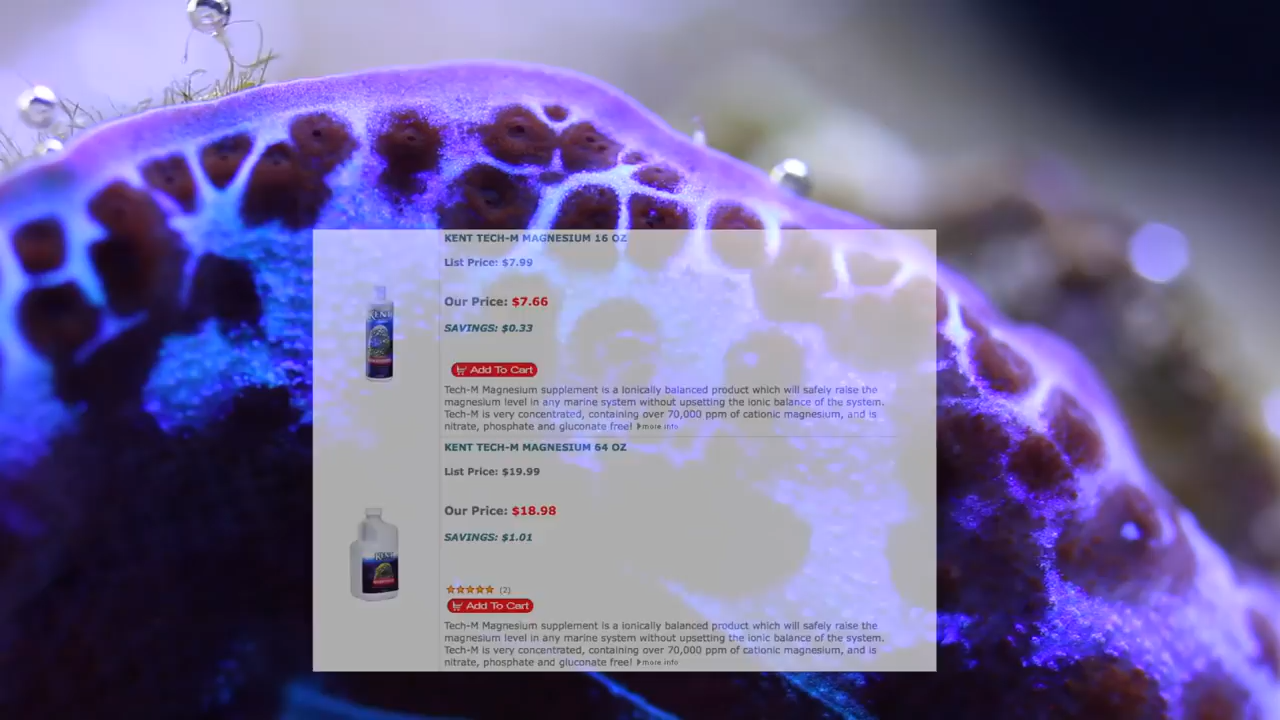 KENT TECH-M MAGNESIUM 16 OZ
List Price: $7.99
Our Price: $7.66
SAVINGS: $0.33
KENT
Add To Cart
Tech-M Magnesium supplement is a ionically balanced product which will safely raise the
magnesium level in any marine system without upsetting the ionic balance of the system.
Tech-M is very concentrated, containing over 70,000 ppm of cationic magnesium, and is
nitrate, phosphate and gluconate free! more info
KENT TECH-M MAGNESIUM 64 OZ
List Price: $19.99
Our Price: $18.98
SAVINGS: $1.01
KENT
(2)
Add To Cart
Tech-M Magnesium supplement is a ionically balanced product which will safely raise the
magnesium level in any marine system without upsetting the ionic balance of the system.
Tech-M is very concentrated, containing over 70,000 ppm of cationic magnesium, and is
nitrate, phosphate and gluconate free! more info